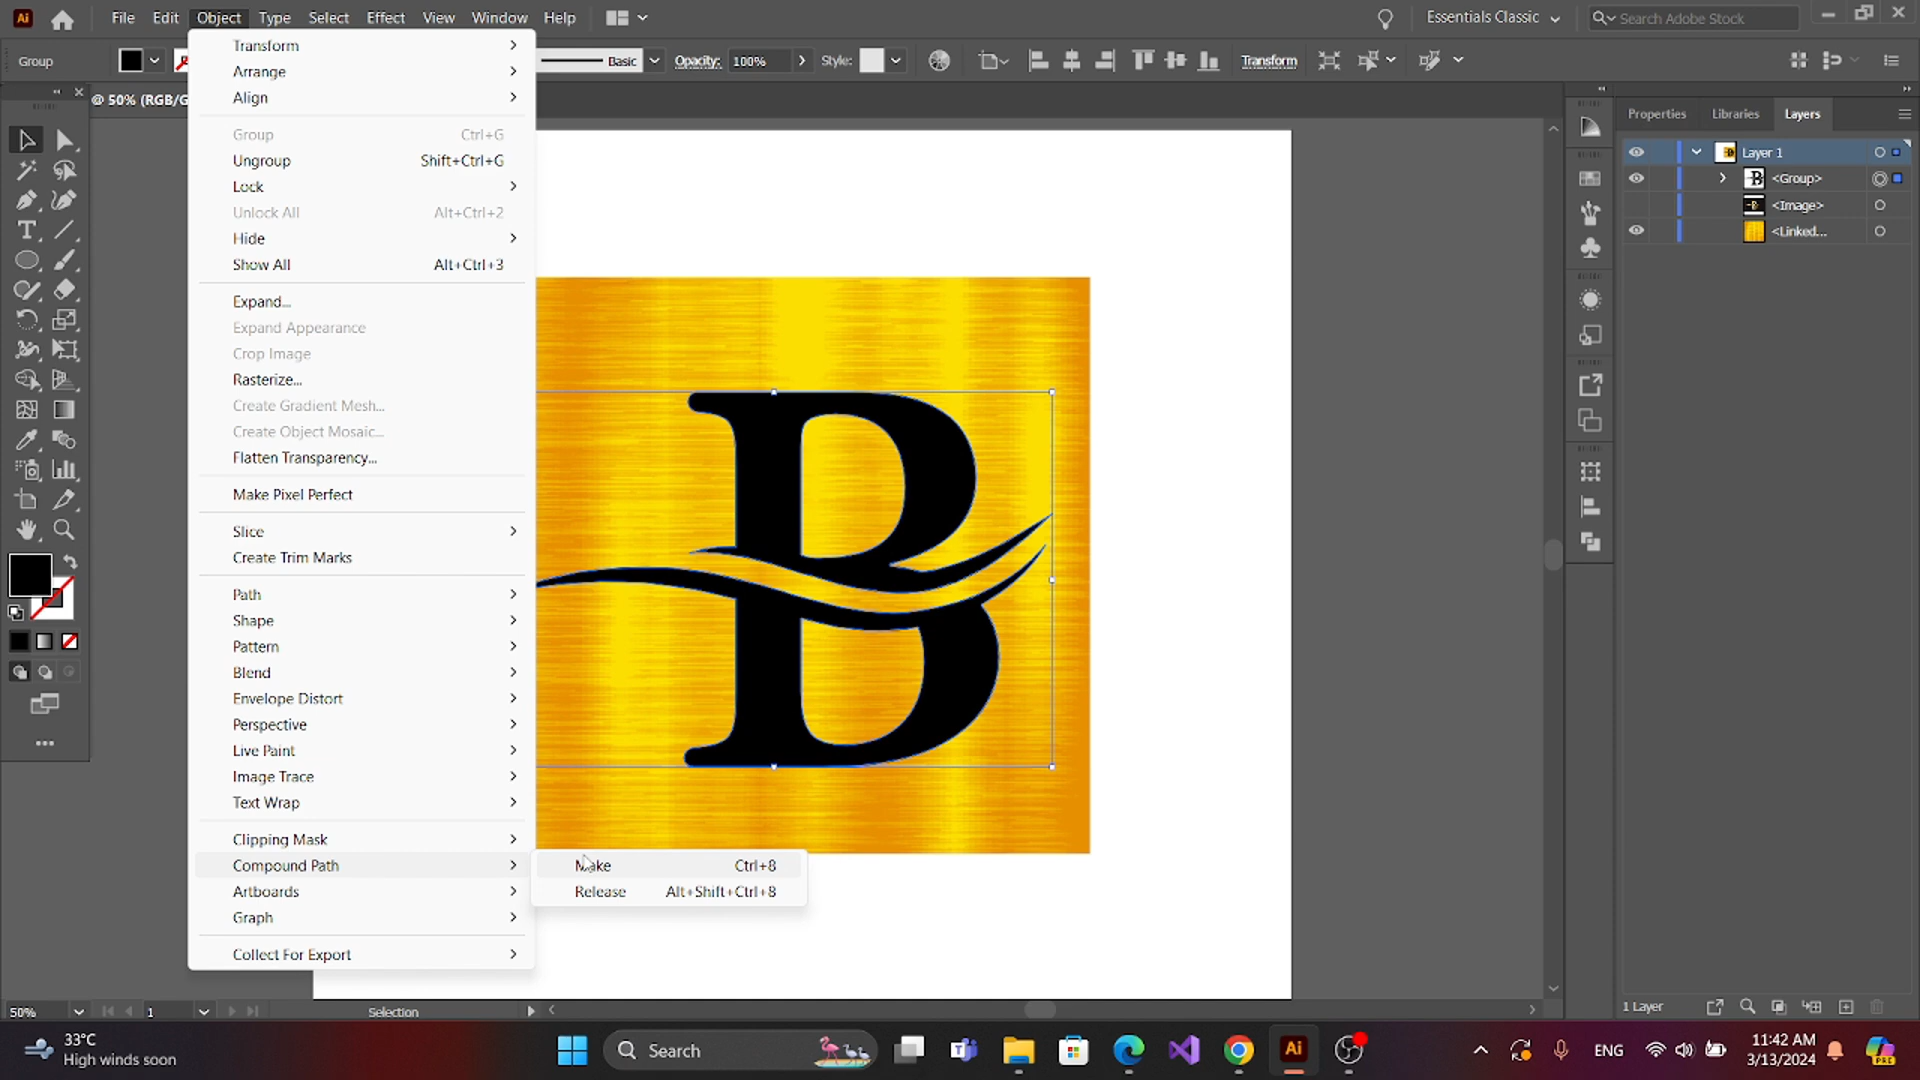 Ai File Edit Object Type Select Effect View Window Help Essentials Classic Search Adobe Stock
Group Basic Opacity: 100% Style: Transform
@ 50% (RGB/G
Transform
Arrange
Align
Group Ctrl+G
Ungroup Shift+Ctrl+G
Lock
Unlock All Alt+Ctrl+2
Hide
Show All Alt+Ctrl+3
Expand...
Expand Appearance
Crop Image
Rasterize...
Create Gradient Mesh...
Create Object Mosaic...
Flatten Transparency...
Make Pixel Perfect
Slice
Create Trim Marks
Path
Shape
Pattern
Blend
Envelope Distort
Perspective
Live Paint
Image Trace
Text Wrap
Clipping Mask
Compound Path
Artboards
Graph
Collect For Export
Make Ctrl+8
Release Alt+Shift+Ctrl+8
B
Properties Libraries Layers
Layer 1
<Group>
<Image>
<Linked...
50% 1 Selection 1 Layer
33°C
High winds soon
Search
Ai
ENG
11:42 AM
3/13/2024
PRE